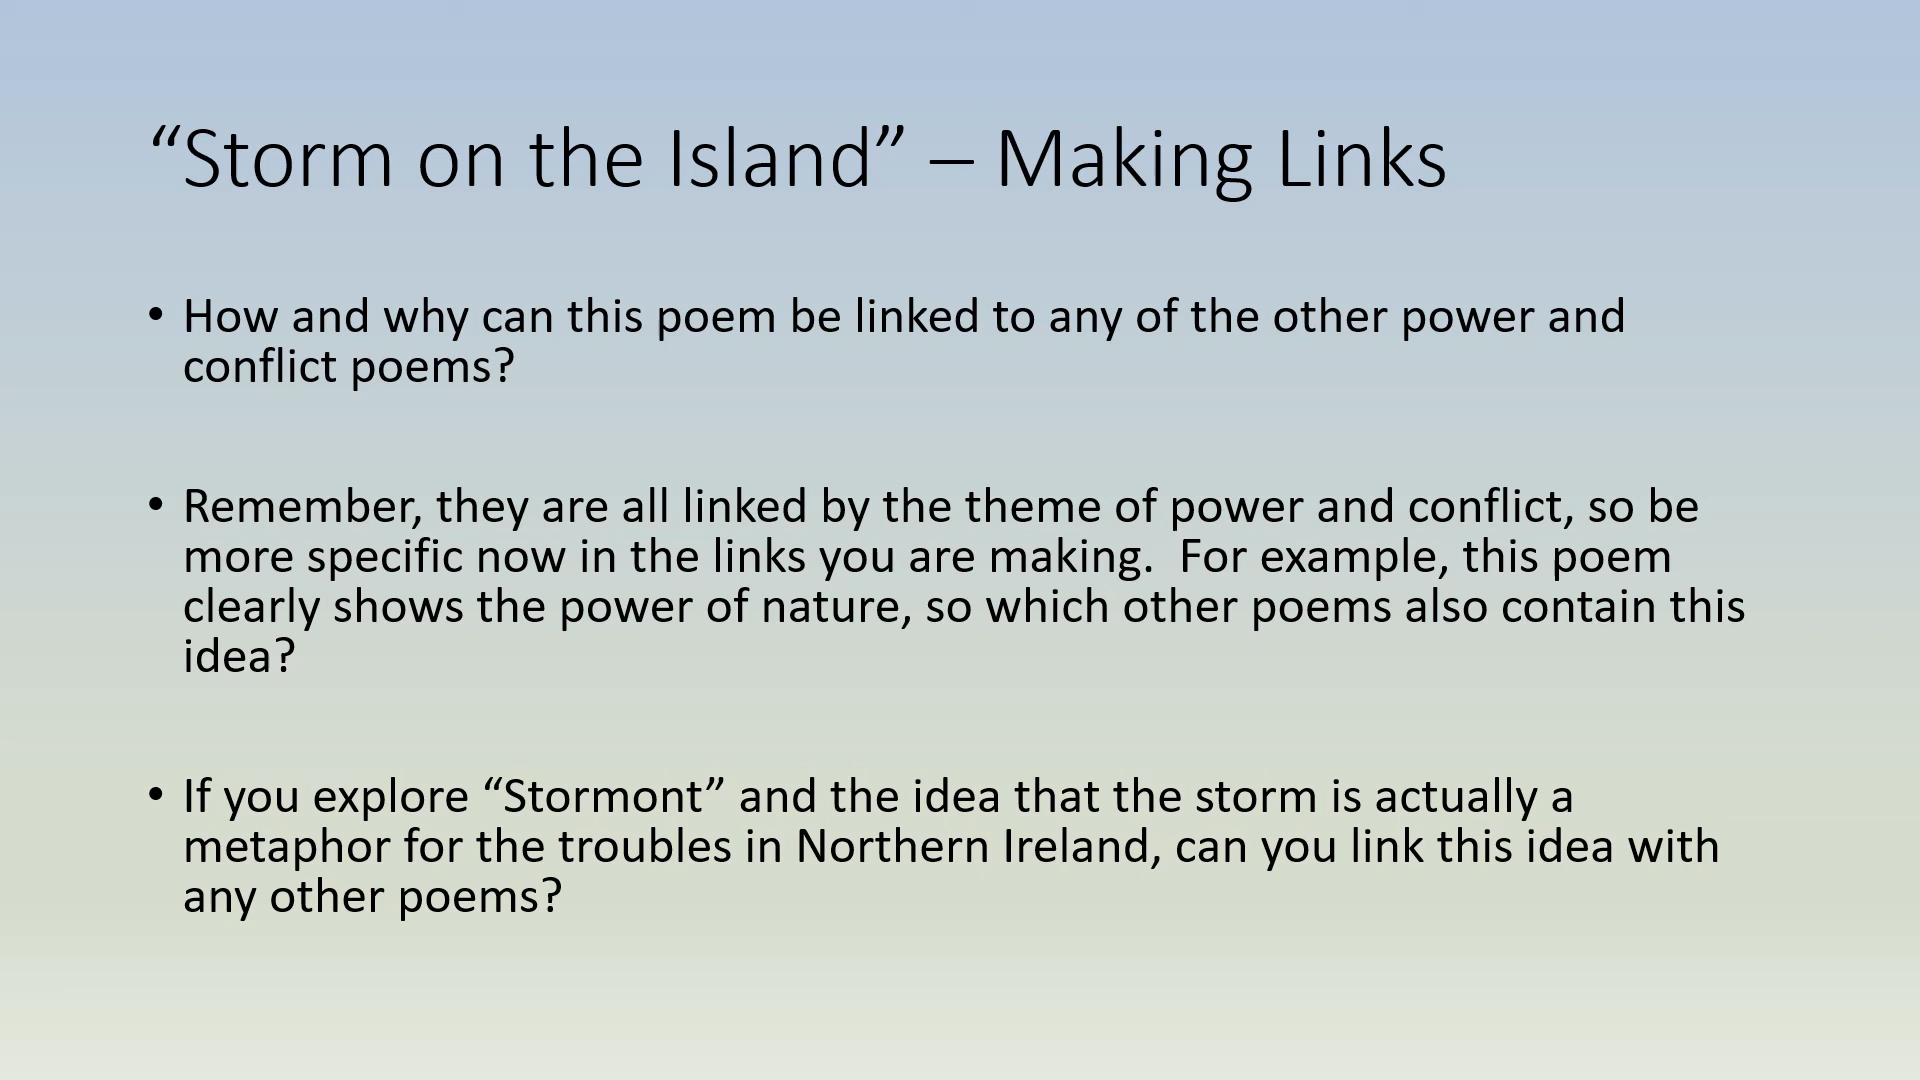 “Storm on the Island” – Making Links
• How and why can this poem be linked to any of the other power and
conflict poems?
• Remember, they are all linked by the theme of power and conflict, so be
more specific now in the links you are making.  For example, this poem
clearly shows the power of nature, so which other poems also contain this
idea?
• If you explore “Stormont” and the idea that the storm is actually a
metaphor for the troubles in Northern Ireland, can you link this idea with
any other poems?